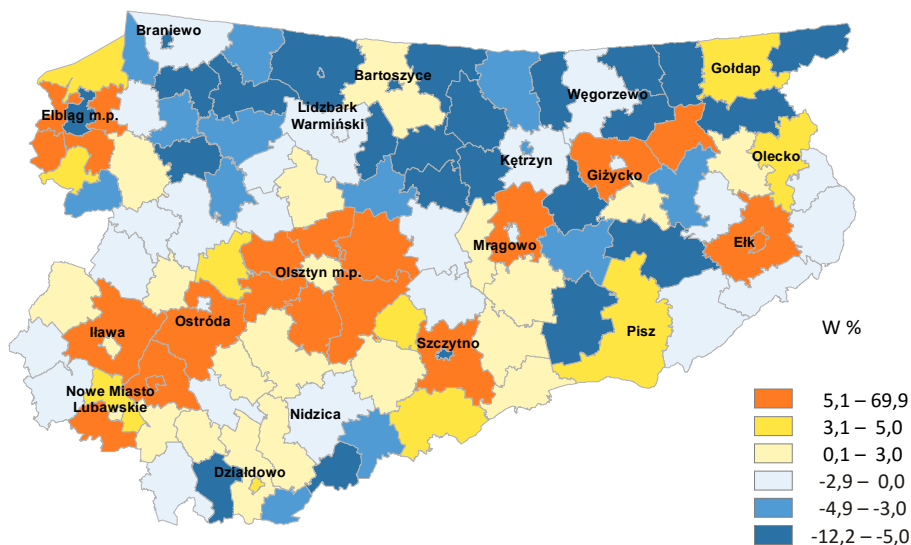 Braniewo
Bartoszyce
Gołdap
Węgorzewo
Elbląg m.p.
Lidzbark
Warmiński
Kętrzyn
Olecko
Giżycko
Mrągowo
Ełk
Olsztyn m.p.
Ostróda
Iława
Szczytno
Pisz
W %
Nowe Miasto
Lubawskie
Nidzica
Działdowo
5,1 – 69,9
3,1 – 5,0
0,1 – 3,0
-2,9 – 0,0
-4,9 – -3,0
-12,2 – -5,0